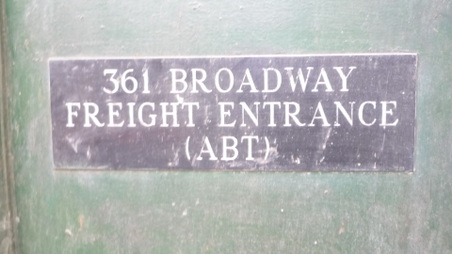 361 BROADWAY
FREIGHT ENTRANCE
(ABT)